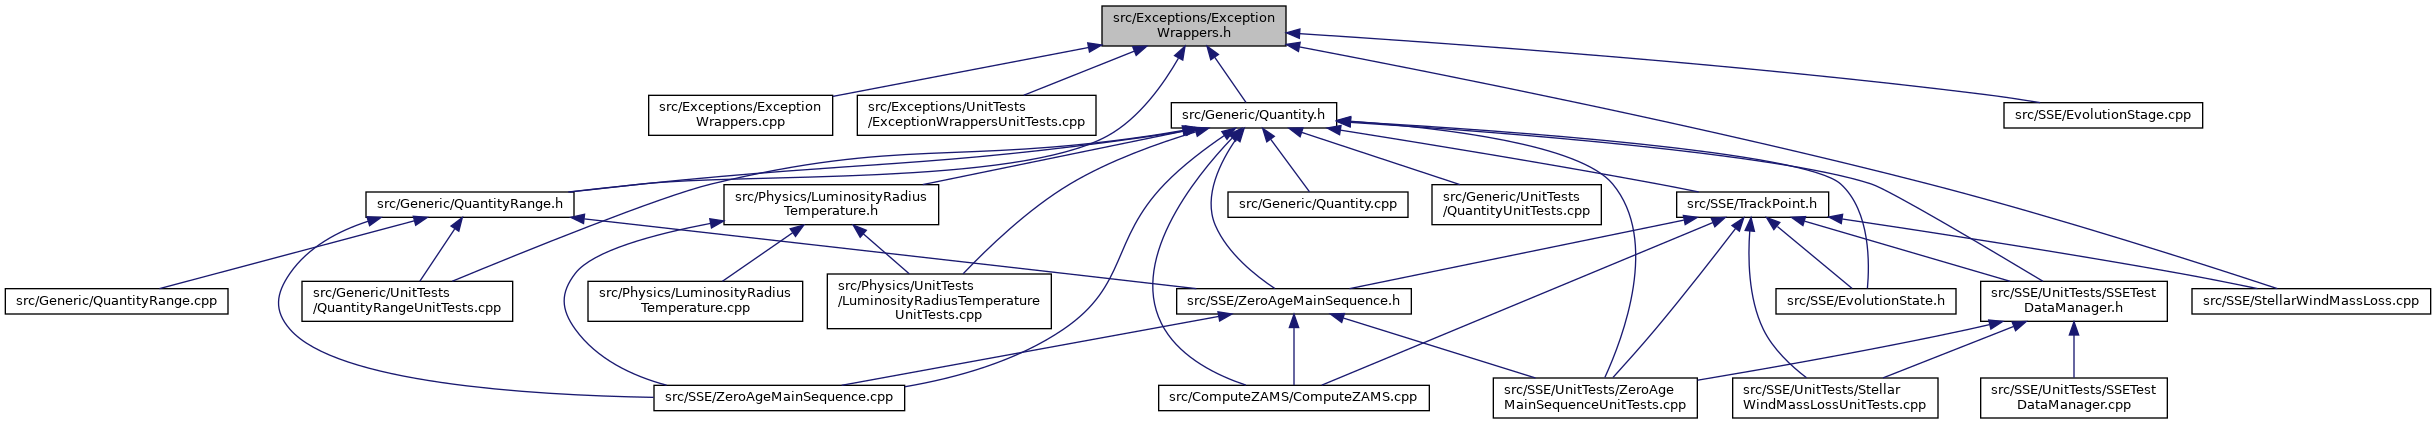 src/Exceptions/Exception
Wrappers.h
src/Exceptions/Exception
Wrappers.cpp
src/Exceptions/UnitTests
/ExceptionWrappersUnitTests.cpp
src/Generic/Quantity.h
src/SSE/EvolutionStage.cpp
src/Generic/QuantityRange.h
src/Physics/LuminosityRadius
Temperature.h
src/Generic/Quantity.cpp
src/Generic/UnitTests
/QuantityUnitTests.cpp
src/SSE/TrackPoint.h
src/Generic/QuantityRange.cpp
src/Generic/UnitTests
/QuantityRangeUnitTests.cpp
src/Physics/LuminosityRadius
Temperature.cpp
src/Physics/UnitTests
/LuminosityRadiusTemperature
UnitTests.cpp
src/SSE/ZeroAgeMainSequence.h
src/SSE/EvolutionState.h
src/SSE/UnitTests/SSETest
DataManager.h
src/SSE/StellarWindMassLoss.cpp
src/SSE/ZeroAgeMainSequence.cpp
src/ComputeZAMS/ComputeZAMS.cpp
src/SSE/UnitTests/ZeroAge
MainSequenceUnitTests.cpp
src/SSE/UnitTests/Stellar
WindMassLossUnitTests.cpp
src/SSE/UnitTests/SSETest
DataManager.cpp